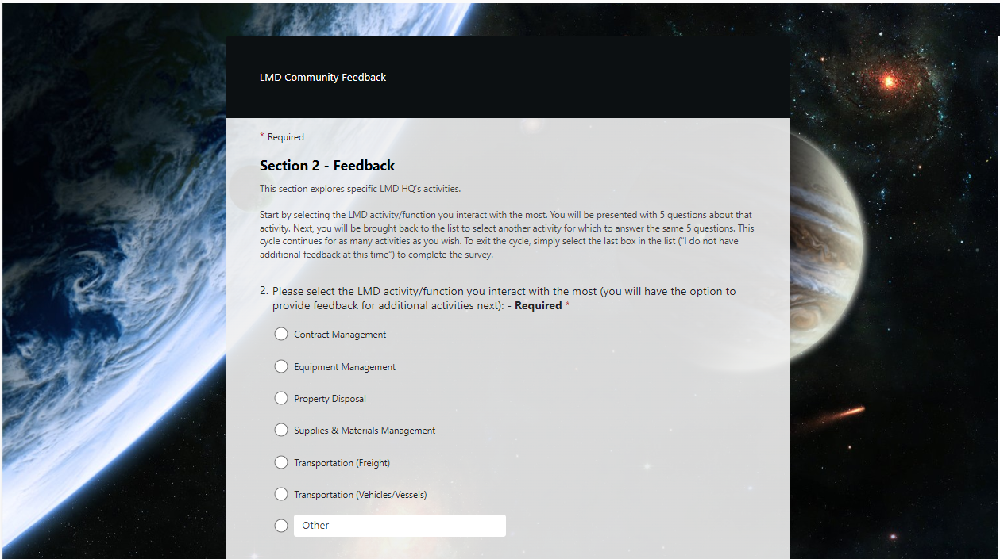 LMD Community Feedback
* Required
Section 2 - Feedback
This section explores specific LMD HQ's activities.
Start by selecting the LMD activity/function you interact with the most. You will be presented with 5 questions about that
activity. Next, you will be brought back to the list to select another activity for which to answer the same 5 questions. This
cycle continues for as many activities as you wish. To exit the cycle, simply select the last box in the list ("I do not have
additional feedback at this time") to complete the survey.
2. Please select the LMD activity/function you interact with the most (you will have the option to
provide feedback for additional activities next): - Required *
Contract Management
Equipment Management
Property Disposal
Supplies & Materials Management
Transportation (Freight)
Transportation (Vehicles/Vessels)
Other